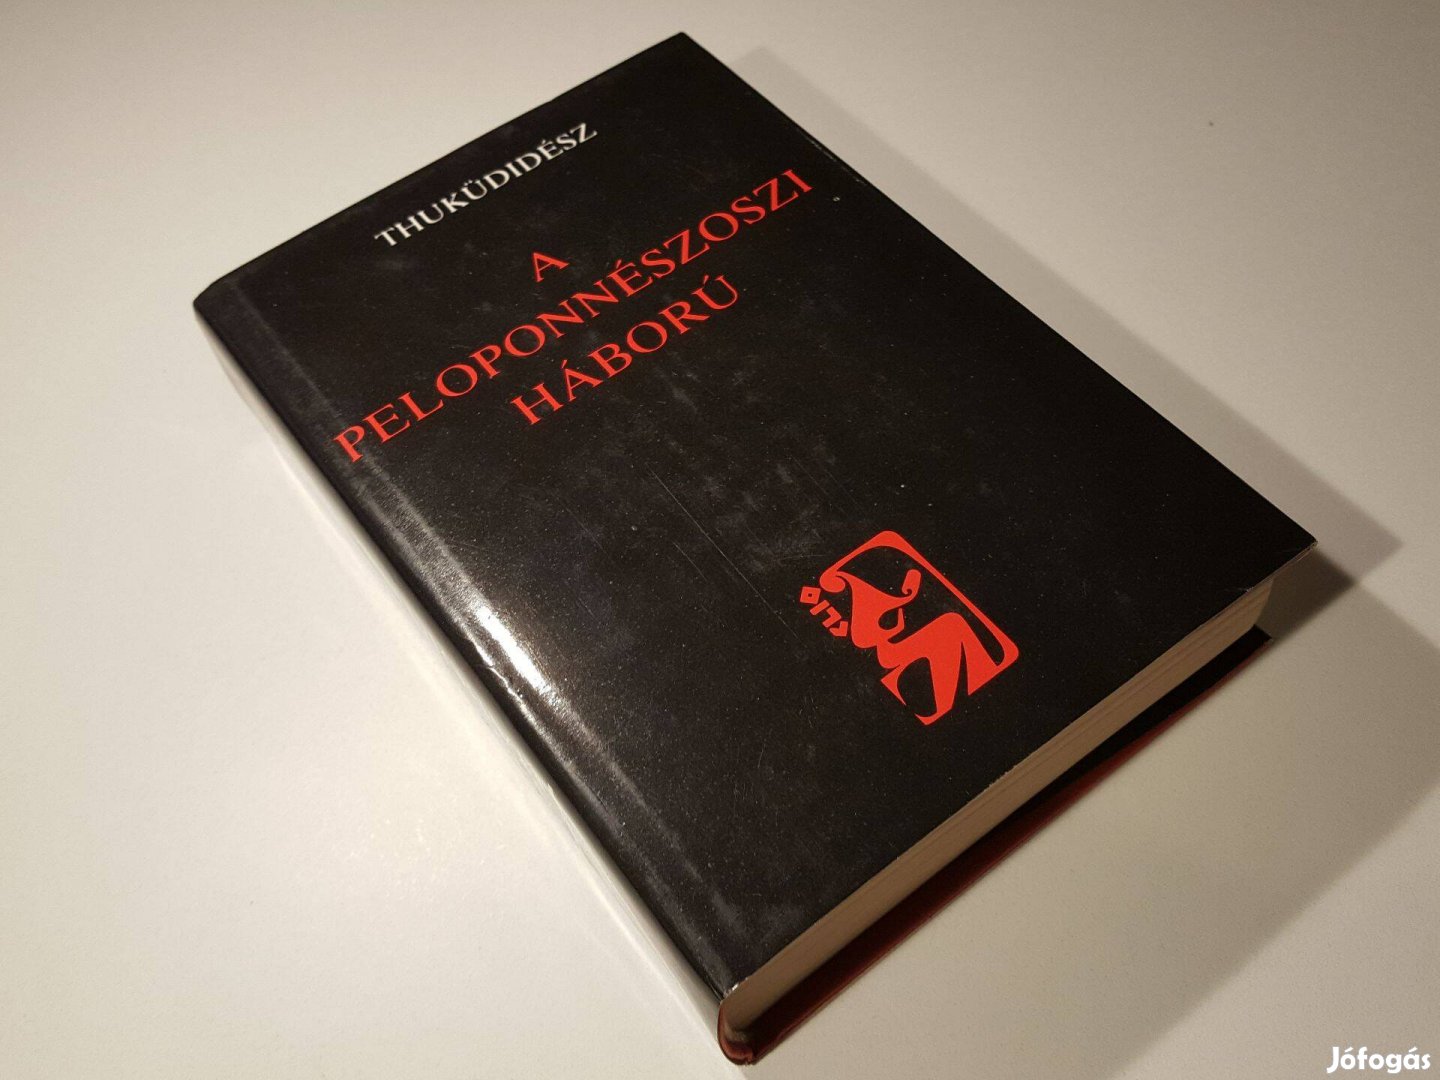 THUKÜDIDÉSZ
A
PELOPONNÉSZOSZI
HÁBORÚ
Jófogás